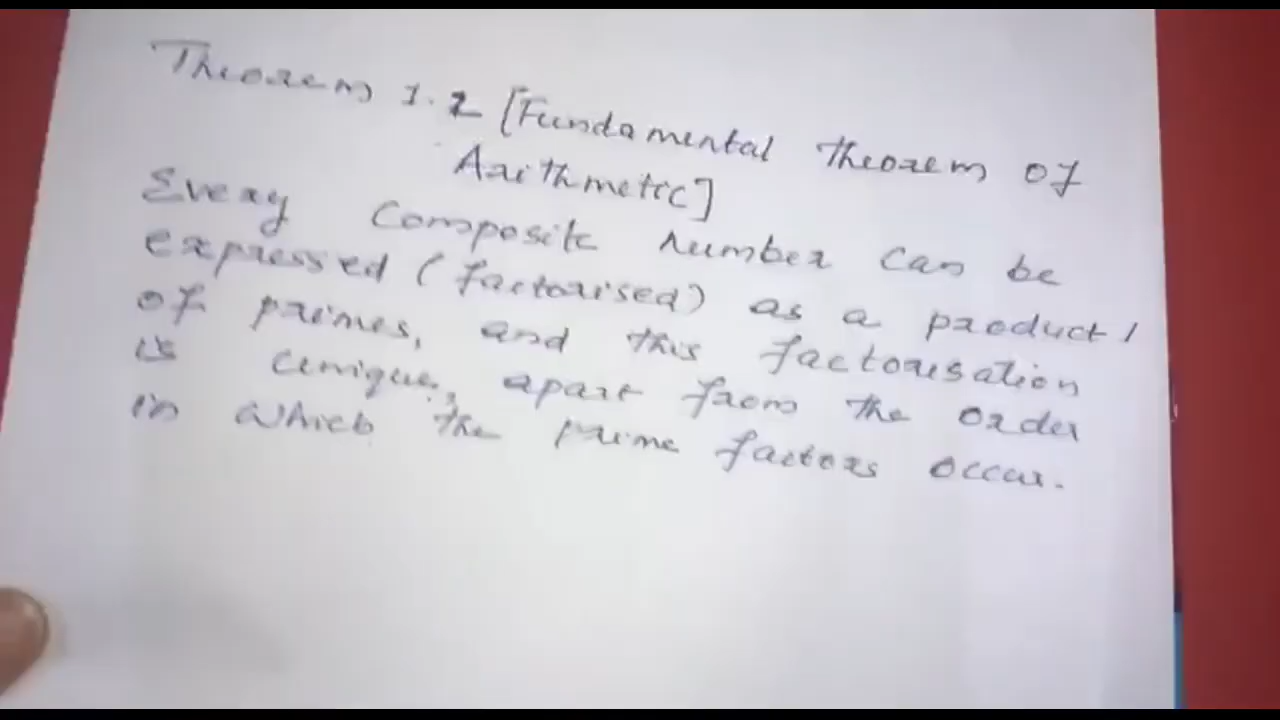 Theorem 1.2 [Fundamental theorem of
Arithmetic]
Every composite number can be
expressed (factorised) as a product
of primes, and this factorisation
is unique, apart from the order
in which the prime factors occur.